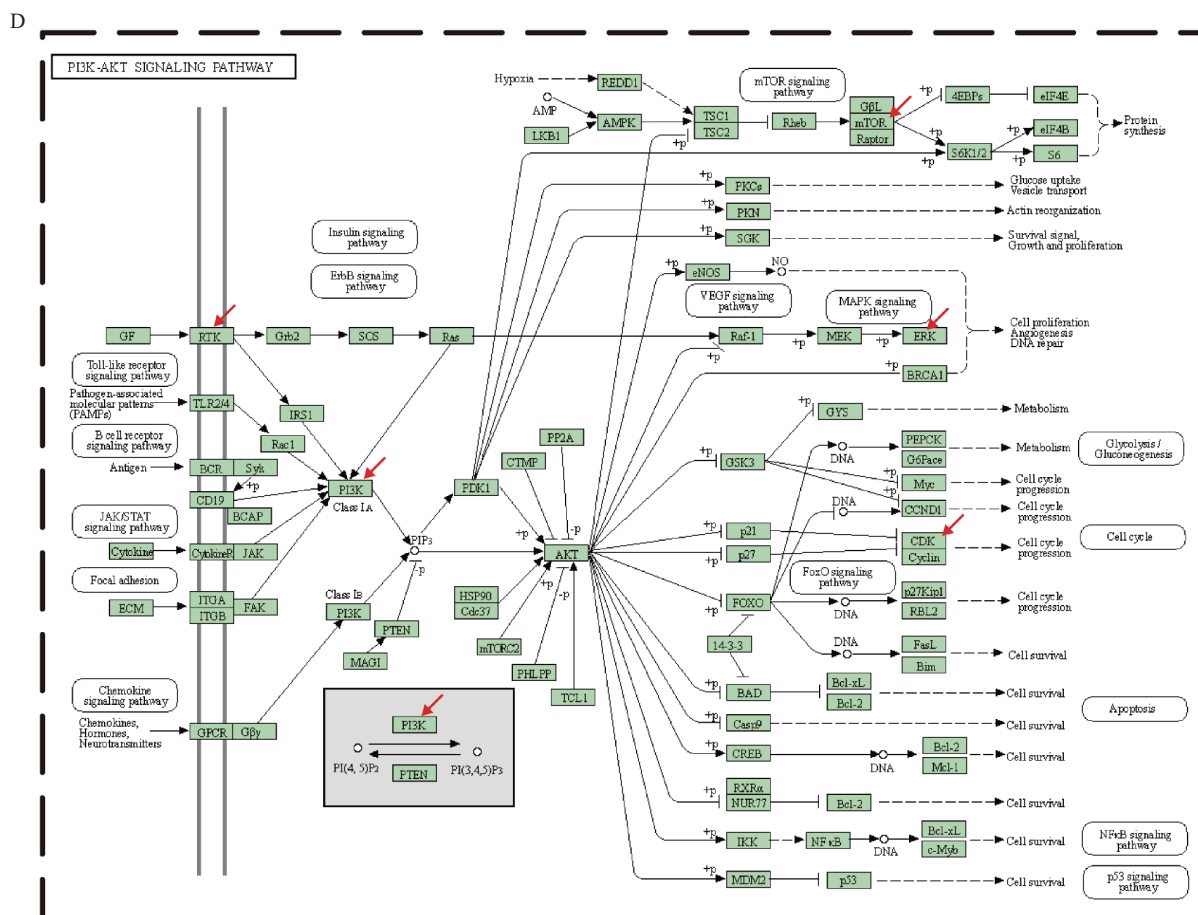 D
PI3K-AKT SIGNALING PATHWAY
Hypoxia
REDD1
AMP
LKB1
AMPK
TSC1
TSC2
+p
mTOR signaling
pathway
Rheb
GβL
mTOR
Raptor
+p
4EBPs
eIF4E
+p
S6K1/2
+p
+p
eIF4B
+p
S6
Protein
synthesis
+p
PKCs
Glucose uptake
Vesicle transport
+p
PKN
Actin reorganization
+p
SGK
Survival signal,
Growth and proliferation
Insulin signaling
pathway
ErbB signaling
pathway
+p
eNOS
NO
VEGF signaling
pathway
MAPK signaling
pathway
GF
RTK
Grb2
SOS
Ras
Raf-1
+p
+p
MEK
+p
ERK
Cell proliferation
Angiogenesis
DNA repair
+p
BRCA1
Toll-like receptor
signaling pathway
Pathogen-associated
molecular patterns
(PAMPs)
TLR2/4
IRS1
Rac1
B cell receptor
signaling pathway
Antigen
BCR
Syk
+p
CD19
BCAP
PI3K
Class IA
JAK/STAT
signaling pathway
Cytokine
CytokineR
JAK
Focal adhesion
ECM
ITGA
ITGB
FAK
Class IB
PI3K
PTEN
MAGI
PIP3
-p
PDK1
CTMP
PP2A
+p
-p
AKT
+p
-p
HSP90
Cdc37
mTORC2
PHLPP
TCL1
Chemokine
signaling pathway
Chemokines,
Hormones,
Neurotransmitters
GPCR
Gβγ
PI3K
PI(4, 5)P2
PI(3,4,5)P3
PTEN
+p
GYS
Metabolism
+p
GSK3
DNA
PEPCK
G6Pace
Metabolism
Glycolysis /
Gluconeogenesis
+p
Myc
Cell cycle
progression
DNA
+p
CCND1
Cell cycle
progression
+p
p21
+p
p27
CDK
Cyclin
Cell cycle
progression
Cell cycle
FoxO signaling
pathway
+p
FOXO
DNA
p27Kip1
RBL2
Cell cycle
progression
14-3-3
DNA
FasL
Bim
Cell survival
+p
BAD
Bcl-xL
Bcl-2
Cell survival
Apoptosis
+p
Casp9
Cell survival
+p
CREB
DNA
Bcl-2
Mcl-1
Cell survival
+p
RXRα
NUR77
Bcl-2
Cell survival
+p
IKK
NFκB
DNA
Bcl-xL
c-Myb
Cell survival
NFκB signaling
pathway
+p
MDM2
p53
Cell survival
p53 signaling
pathway